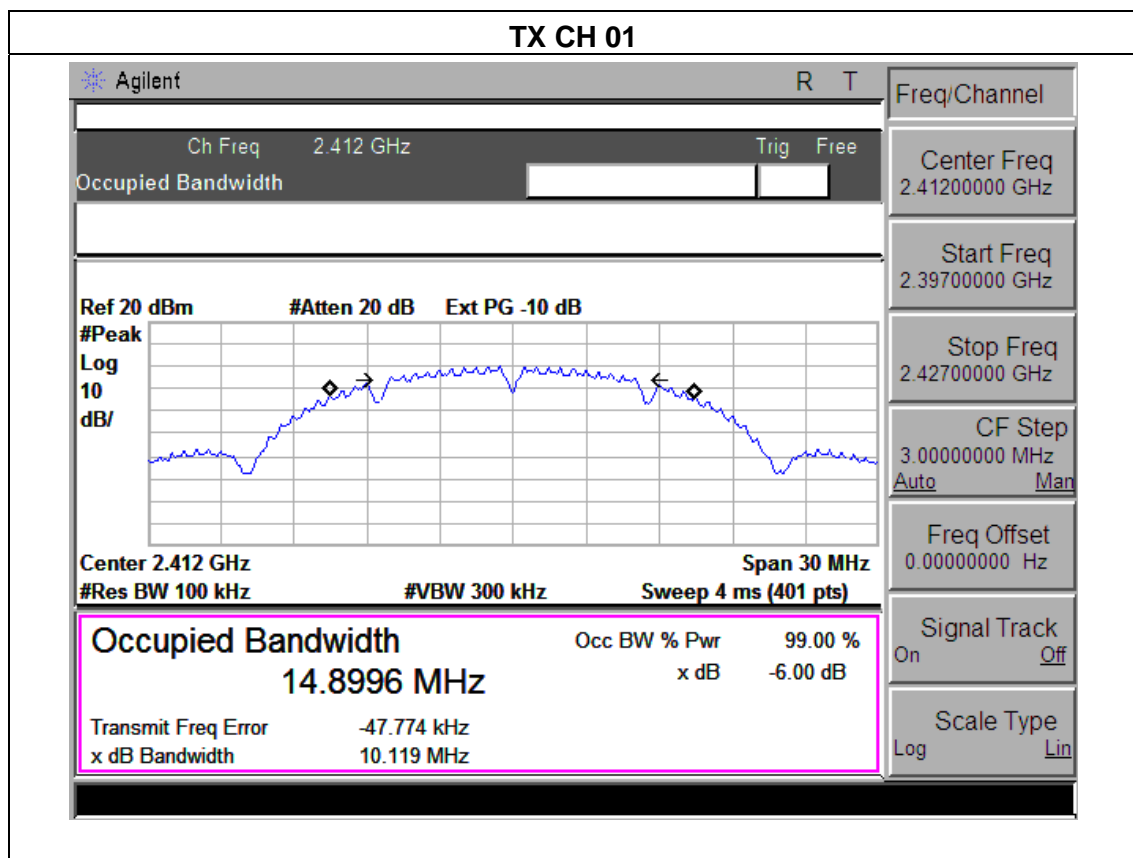 TX CH 01
Agilent R T
Ch Freq 2.412 GHz Trig Free
Occupied Bandwidth
Ref 20 dBm #Atten 20 dB Ext PG -10 dB
#Peak
Log
10
dB/
Center 2.412 GHz Span 30 MHz
#Res BW 100 kHz #VBW 300 kHz Sweep 4 ms (401 pts)
Occupied Bandwidth Occ BW % Pwr 99.00 %
14.8996 MHz x dB -6.00 dB
Transmit Freq Error -47.774 kHz
x dB Bandwidth 10.119 MHz
Freq/Channel
Center Freq
2.41200000 GHz
Start Freq
2.39700000 GHz
Stop Freq
2.42700000 GHz
CF Step
3.00000000 MHz
Auto Man
Freq Offset
0.00000000 Hz
Signal Track
On Off
Scale Type
Log Lin